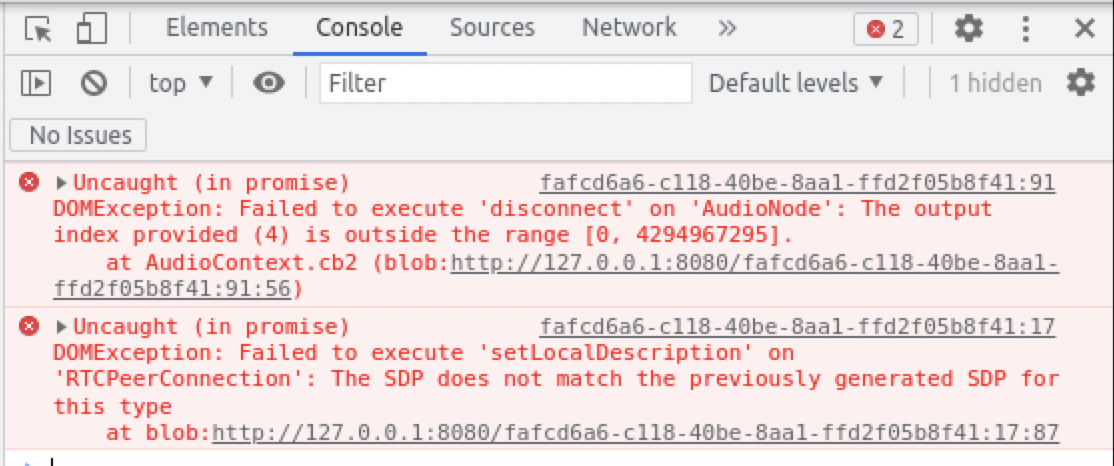 Elements Console Sources Network » 2
top ▼ Filter Default levels ▼ 1 hidden
No Issues
▶Uncaught (in promise) fafcd6a6-c118-40be-8aa1-ffd2f05b8f41:91
DOMException: Failed to execute 'disconnect' on 'AudioNode': The output
index provided (4) is outside the range [0, 4294967295].
at AudioContext.cb2 (blob:http://127.0.0.1:8080/fafcd6a6-c118-40be-8aa1-
ffd2f05b8f41:91:56)
▶Uncaught (in promise) fafcd6a6-c118-40be-8aa1-ffd2f05b8f41:17
DOMException: Failed to execute 'setLocalDescription' on
'RTCPeerConnection': The SDP does not match the previously generated SDP for
this type
at blob:http://127.0.0.1:8080/fafcd6a6-c118-40be-8aa1-ffd2f05b8f41:17:87